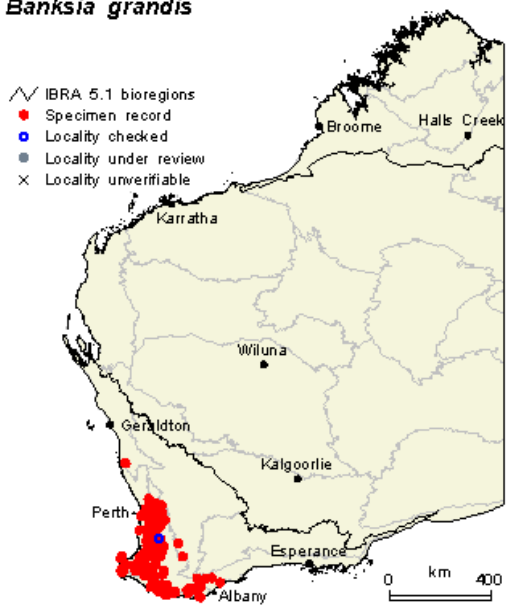 Banksia grandis
IBRA 5.1 bioregions
Specimen record
Locality checked
Locality under review
Locality unverifiable
Broome
Halls Creek
Karratha
Wiluna
Geraldton
Kalgoorlie
Perth
Esperance
Albany
km
0 400